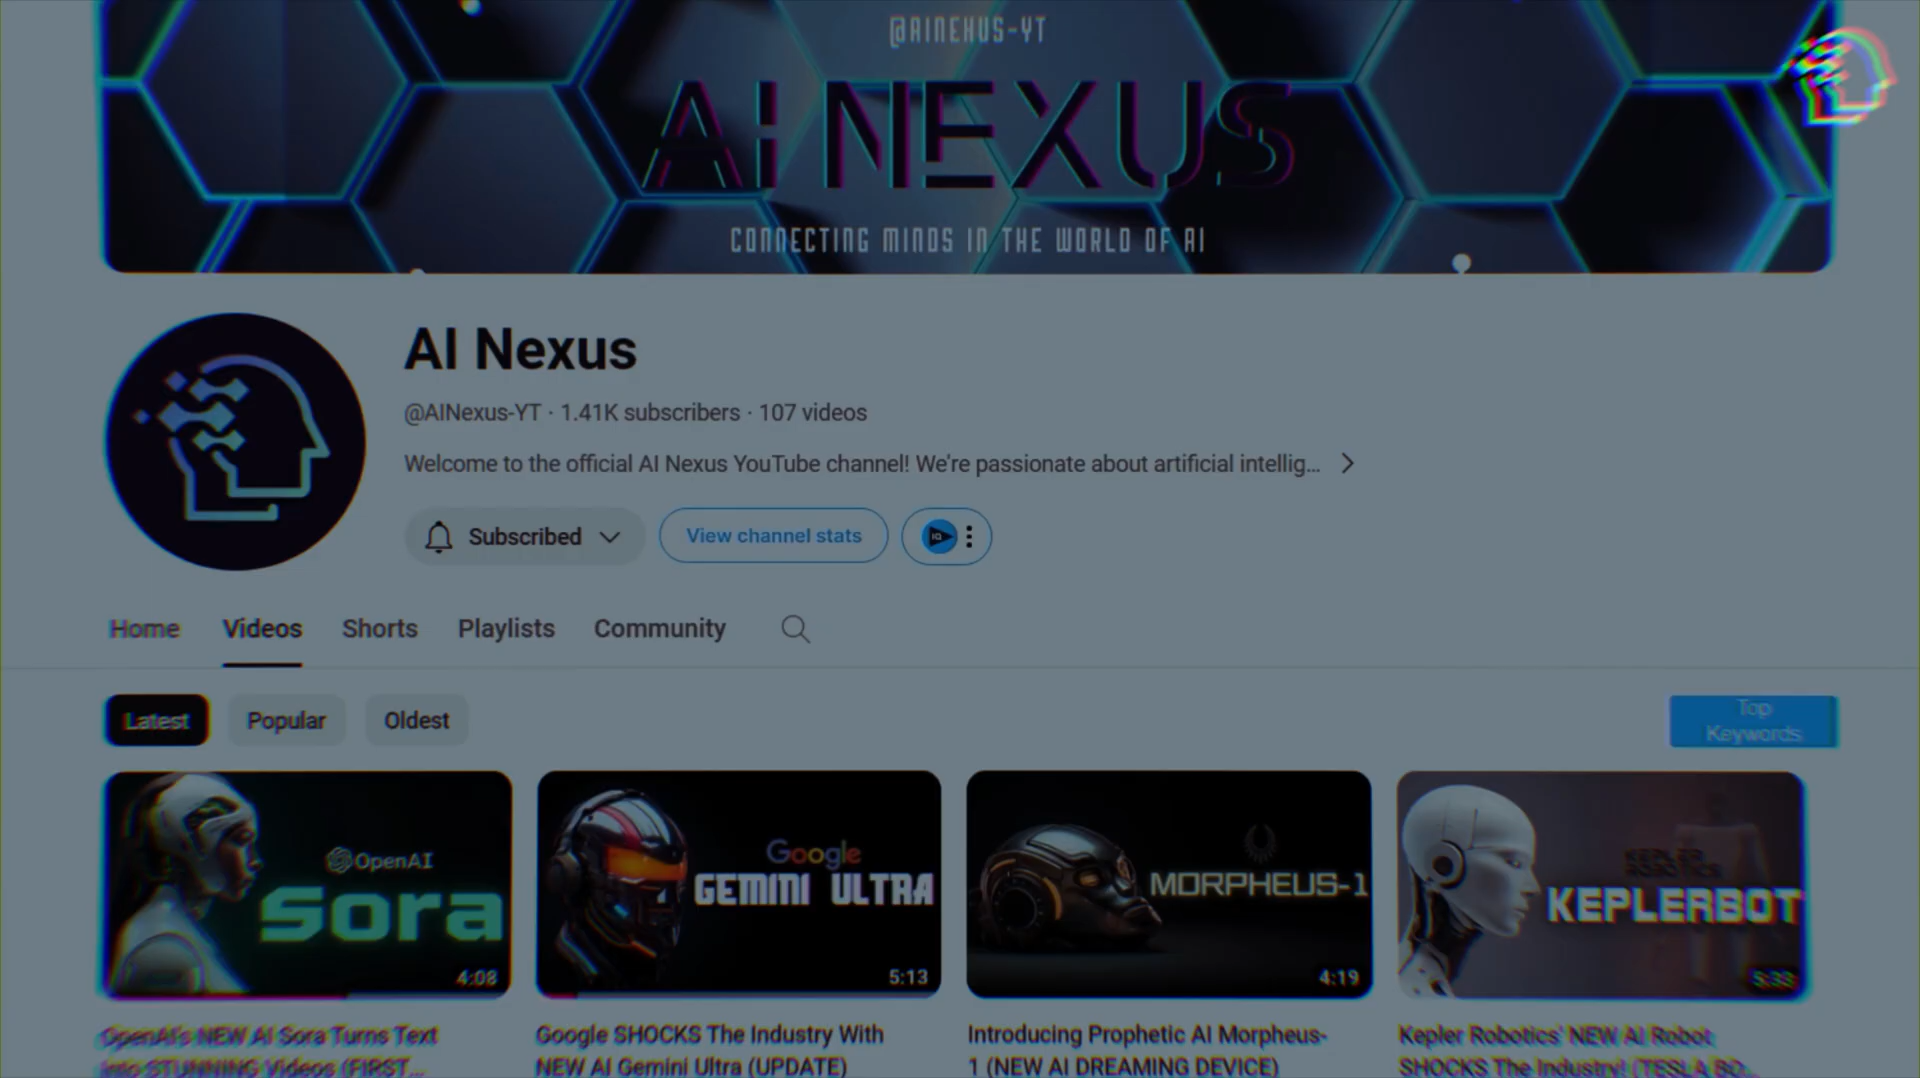 @AINEXUS-YT
AI NEXUS
CONNECTING MINDS IN THE WORLD OF AI
AI Nexus
@AINexus-YT · 1.41K subscribers · 107 videos
Welcome to the official AI Nexus YouTube channel! We're passionate about artificial intellig...
Subscribed
View channel stats
IQ
Home Videos Shorts Playlists Community
Latest Popular Oldest
Top
Keywords
OpenAI
Sora
4:08
Google
GEMINI ULTRA
5:13
MORPHEUS-1
4:19
KEPLER
ROBOTICS
KEPLERBOT
5:33
OpenAI's NEW AI Sora Turns Text
Into STUNNING Videos (FIRST...
Google SHOCKS The Industry With
NEW AI Gemini Ultra (UPDATE)
Introducing Prophetic AI Morpheus-
1 (NEW AI DREAMING DEVICE)
Kepler Robotics' NEW AI Robot
SHOCKS The Industry! (TESLA BO...